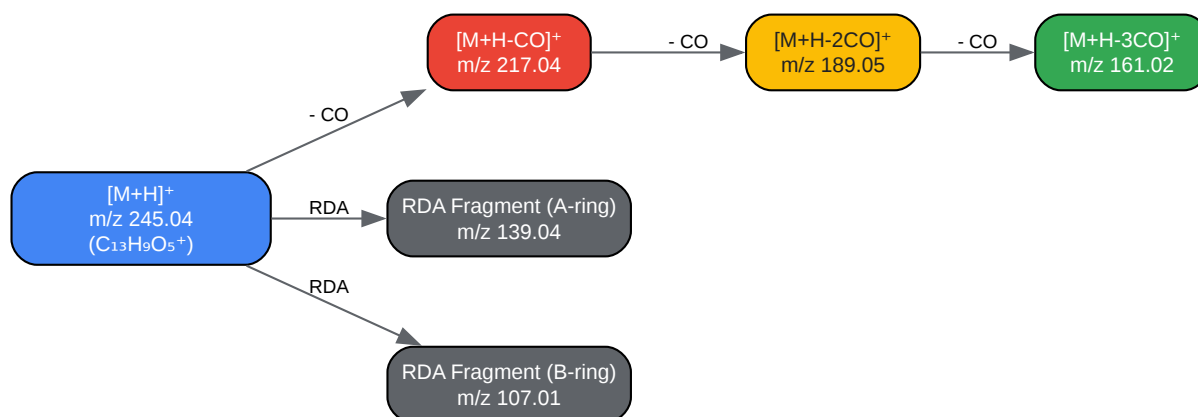 [M+H-CO]⁺
m/z 217.04
- CO
[M+H-2CO]⁺
m/z 189.05
- CO
[M+H-3CO]⁺
m/z 161.02
- CO
[M+H]⁺
m/z 245.04
(C₁₃H₉O₅⁺)
RDA
RDA Fragment (A-ring)
m/z 139.04
RDA
RDA Fragment (B-ring)
m/z 107.01